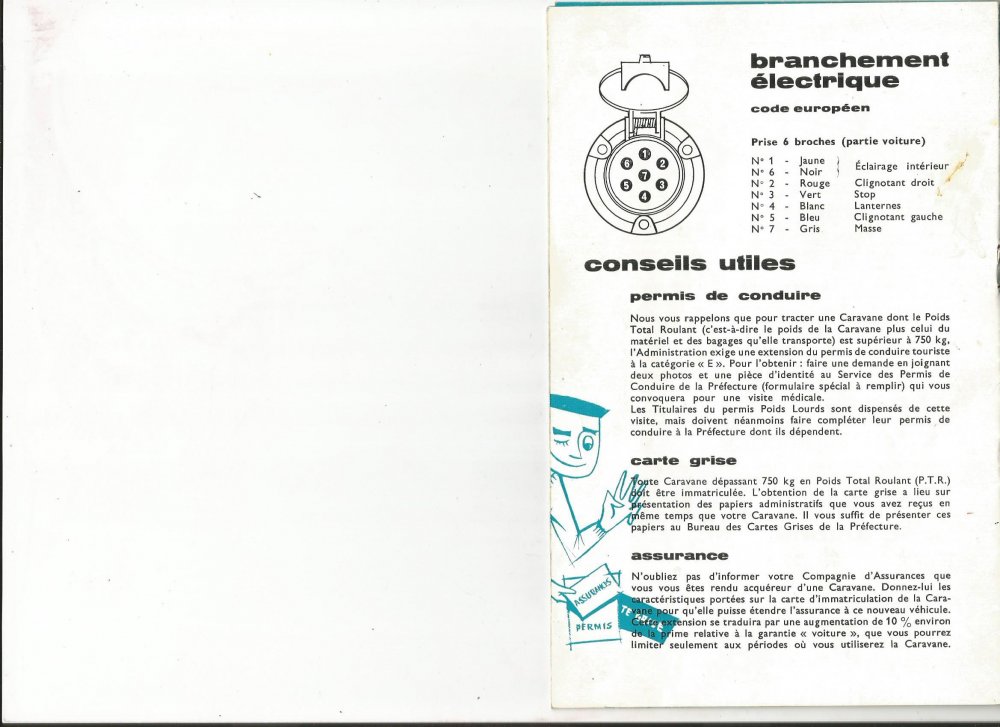 branchement
électrique
code européen
Prise 6 broches (partie voiture)
N° 1 - Jaune
N° 6 - Noir
Éclairage intérieur
N° 2 - Rouge Clignotant droit
N° 3 - Vert Stop
N° 4 - Blanc Lanternes
N° 5 - Bleu Clignotant gauche
N° 7 - Gris Masse
1
6 2
7
5 3
4
conseils utiles
permis de conduire
Nous vous rappelons que pour tracter une Caravane dont le Poids
Total Roulant (c'est-à-dire le poids de la Caravane plus celui du
matériel et des bagages qu'elle transporte) est supérieur à 750 kg,
l'Administration exige une extension du permis de conduire touriste
à la catégorie « E ». Pour l'obtenir : faire une demande en joignant
deux photos et une pièce d'identité au Service des Permis de
Conduire de la Préfecture (formulaire spécial à remplir) qui vous
convoquera pour une visite médicale.
Les Titulaires du permis Poids Lourds sont dispensés de cette
visite, mais doivent néanmoins faire compléter leur permis de
conduire à la Préfecture dont ils dépendent.
carte grise
Toute Caravane dépassant 750 kg en Poids Total Roulant (P.T.R.)
doit être immatriculée. L'obtention de la carte grise a lieu sur
présentation des papiers administratifs que vous avez reçus en
même temps que votre Caravane. Il vous suffit de présenter ces
papiers au Bureau des Cartes Grises de la Préfecture.
assurance
N'oubliez pas d'informer votre Compagnie d'Assurances que
vous vous êtes rendu acquéreur d'une Caravane. Donnez-lui les
caractéristiques portées sur la carte d'immatriculation de la Cara-
vane pour qu'elle puisse étendre l'assurance à ce nouveau véhicule.
Cette extension se traduira par une augmentation de 10 % environ
de la prime relative à la garantie « voiture », que vous pourrez
limiter seulement aux périodes où vous utiliserez la Caravane.
ASSURANCES
PERMIS